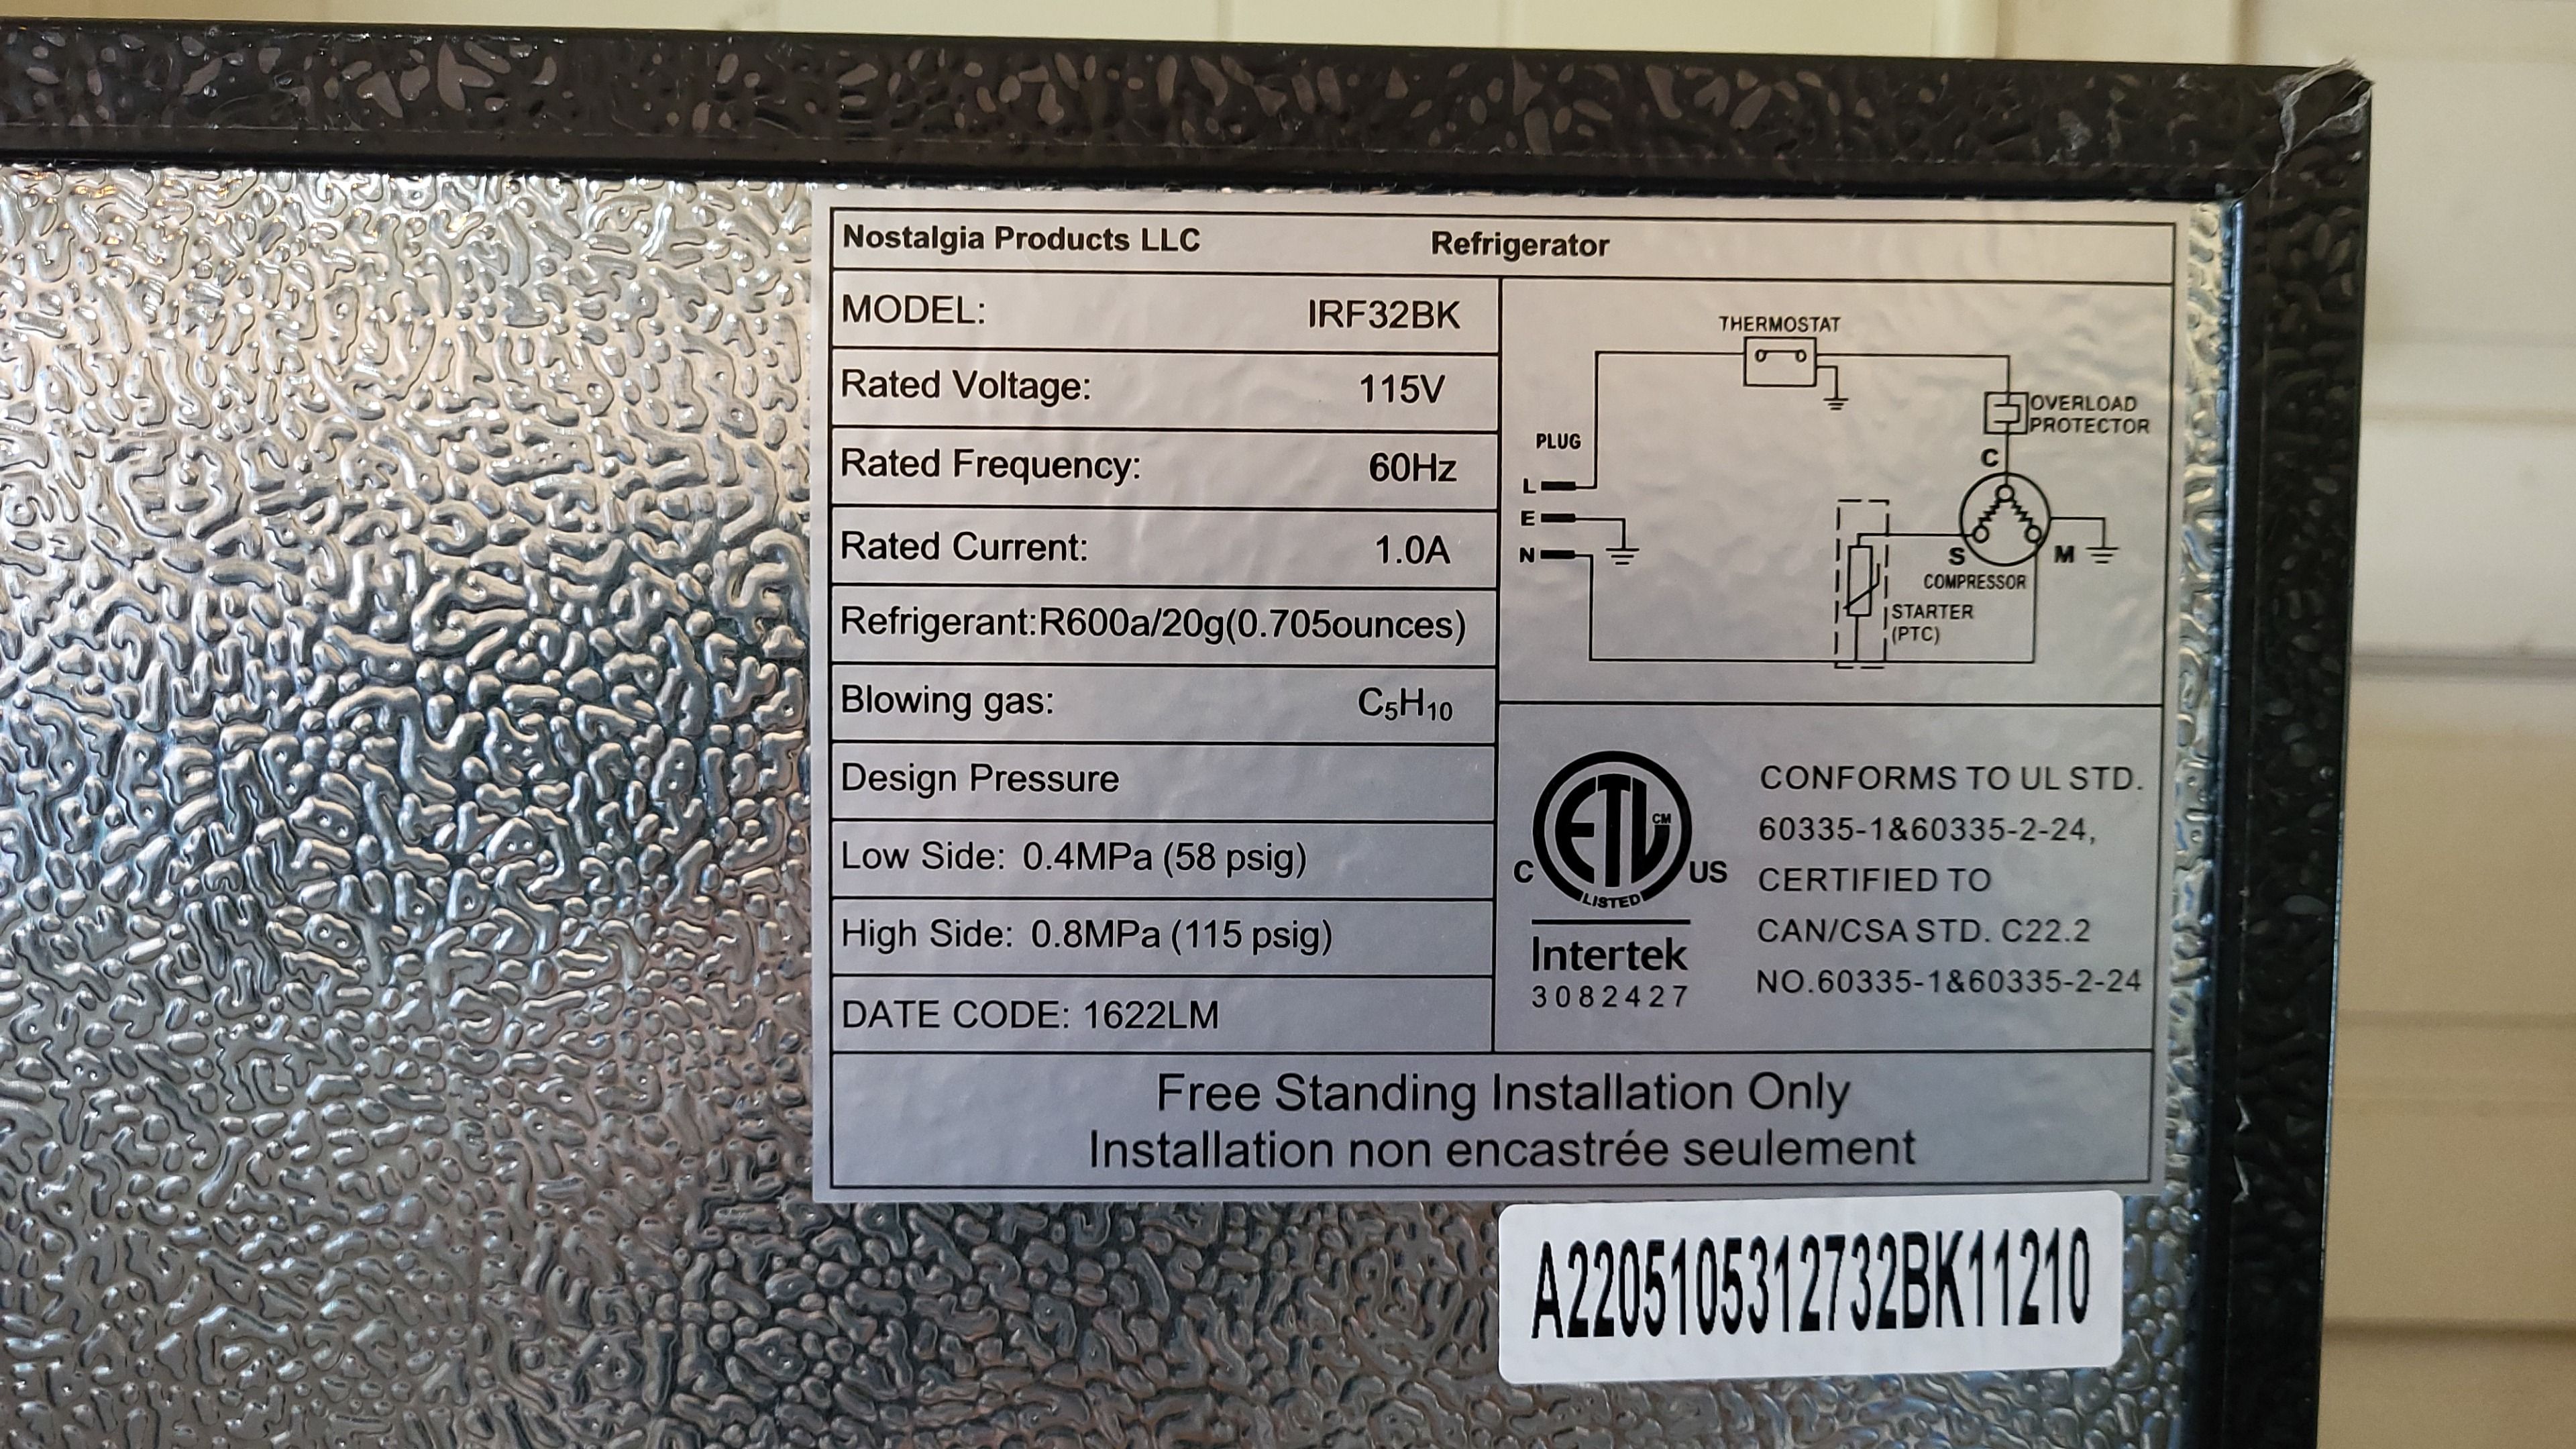 Nostalgia Products LLC Refrigerator
MODEL: IRF32BK
Rated Voltage: 115V
Rated Frequency: 60Hz
Rated Current: 1.0A
Refrigerant:R600a/20g(0.705ounces)
Blowing gas: C₅H₁₀
Design Pressure
Low Side: 0.4MPa (58 psig)
High Side: 0.8MPa (115 psig)
DATE CODE: 1622LM
THERMOSTAT
OVERLOAD
PROTECTOR
PLUG
L
E
N
C
S
M
COMPRESSOR
STARTER
(PTC)
ETL CM
C US
LISTED
Intertek
3082427
CONFORMS TO UL STD.
60335-1&60335-2-24,
CERTIFIED TO
CAN/CSA STD. C22.2
NO.60335-1&60335-2-24
Free Standing Installation Only
Installation non encastrée seulement
A2205105312732BK11210